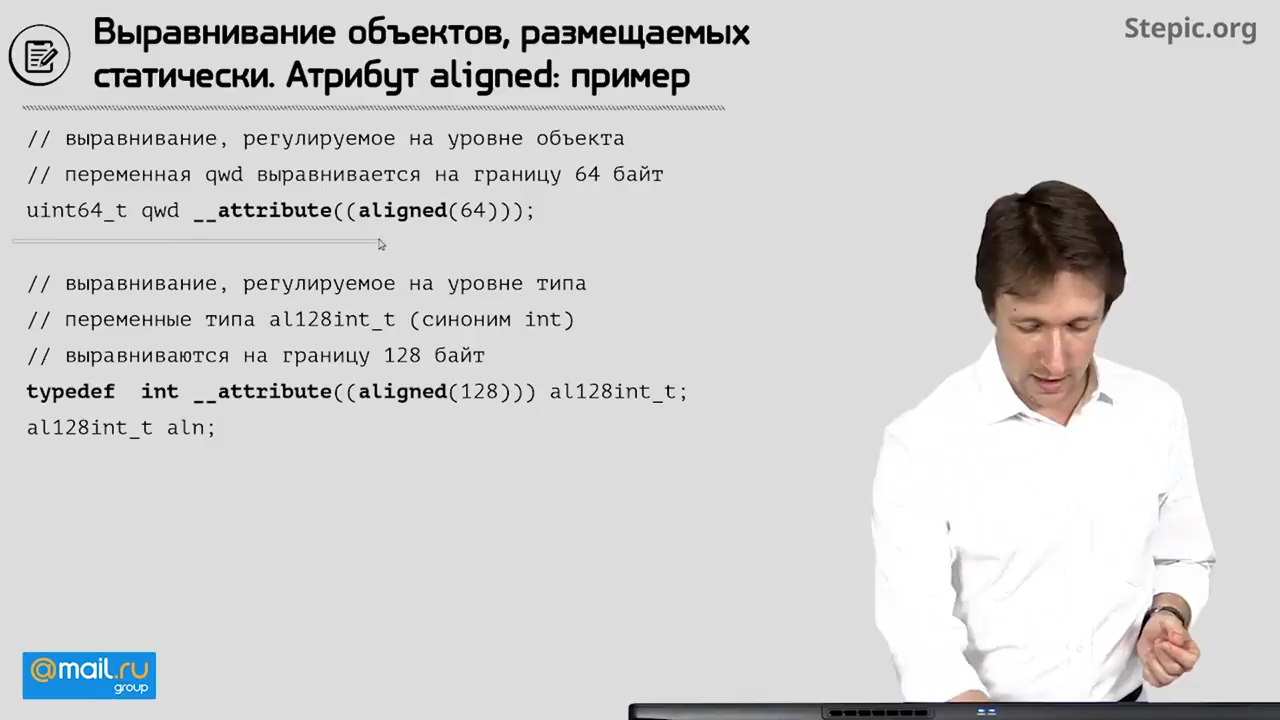 Выравнивание объектов, размещаемых
статически. Атрибут aligned: пример
Stepic.org
// выравнивание, регулируемое на уровне объекта
// переменная qwd выравнивается на границу 64 байт
uint64_t qwd __attribute((aligned(64)));
// выравнивание, регулируемое на уровне типа
// переменные типа al128int_t (синоним int)
// выравниваются на границу 128 байт
typedef int __attribute((aligned(128))) al128int_t;
al128int_t aln;
@mail.ru
group